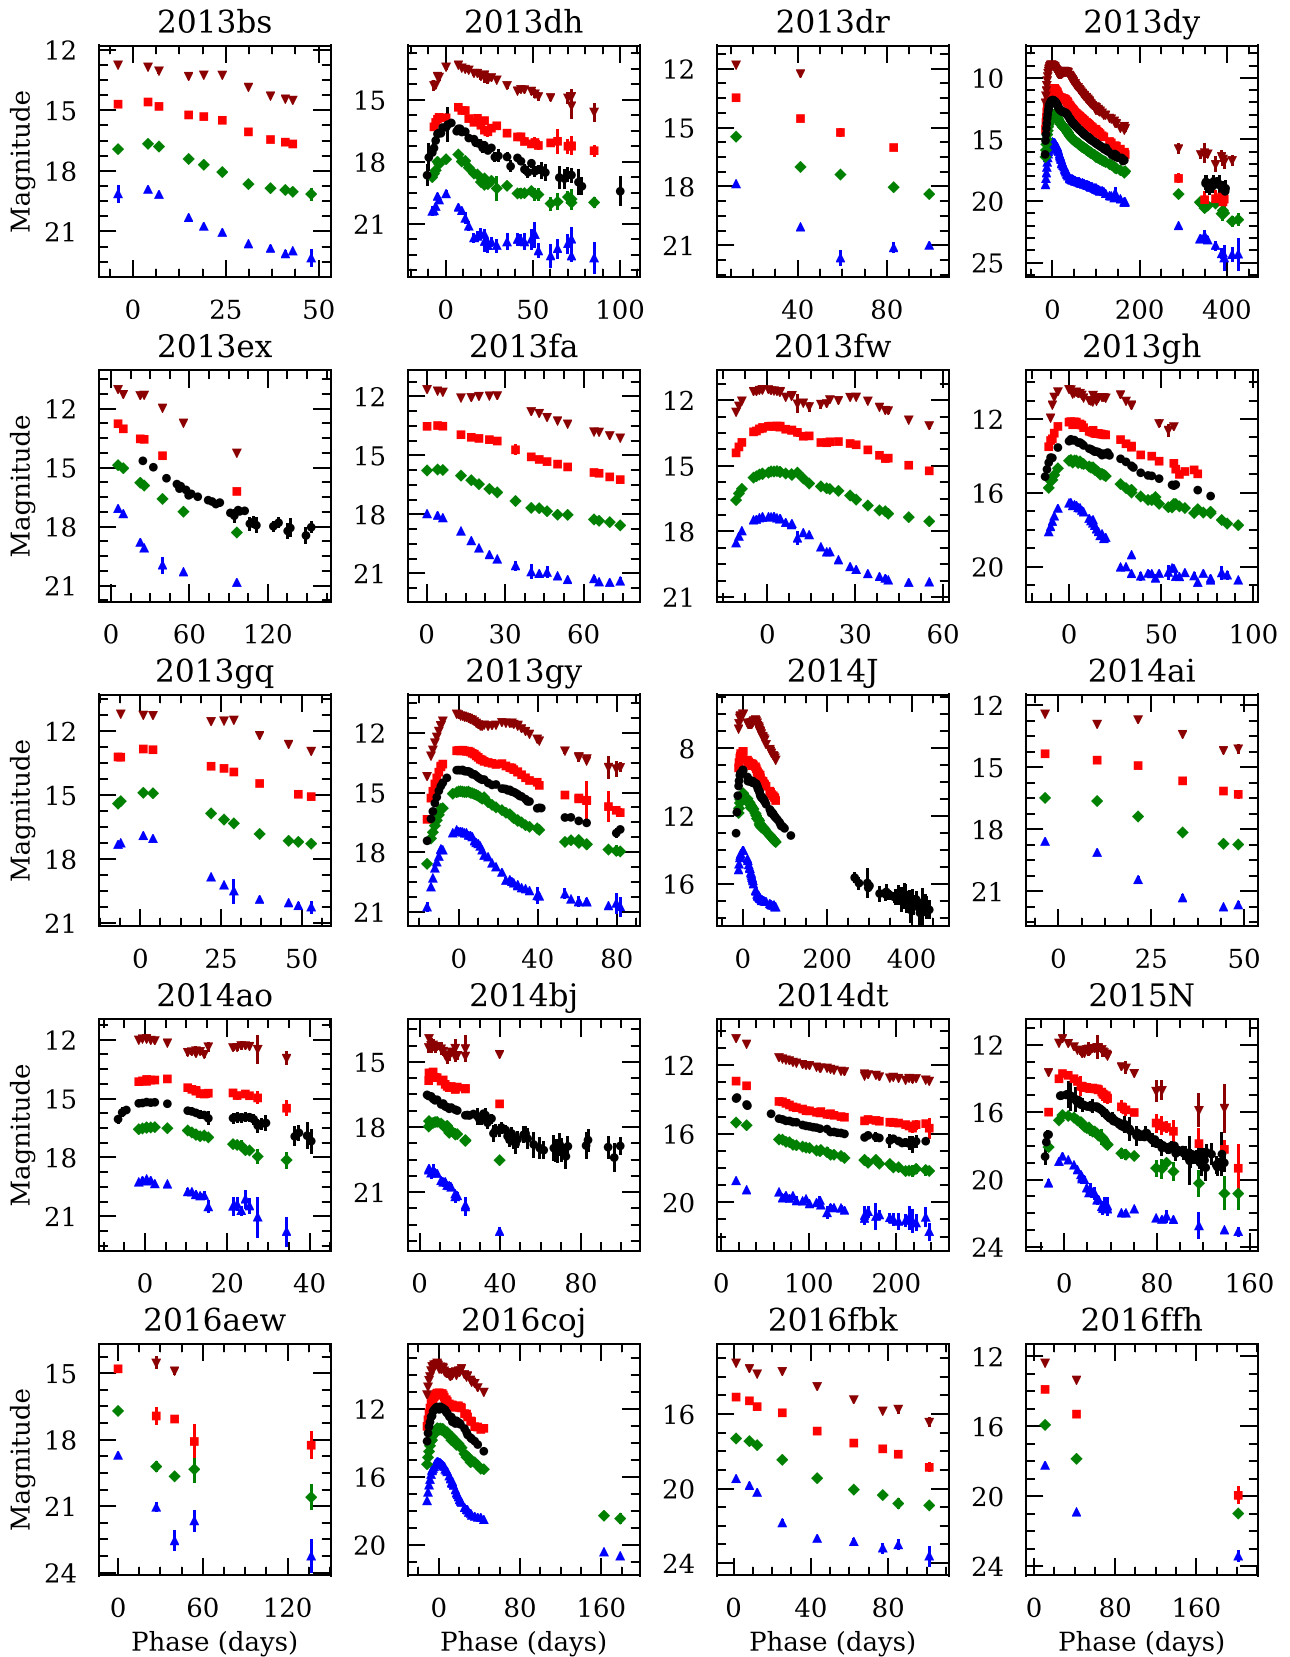 2013bs 2013dh 2013dr 2013dy
Magnitude
12 15 18 21
15 18 21
12 15 18 21
10 15 20 25
0 25 50
0 50 100
40 80
0 200 400
2013ex 2013fa 2013fw 2013gh
Magnitude
12 15 18 21
12 15 18 21
12 15 18 21
12 16 20
0 60 120
0 30 60
0 30 60
0 50 100
2013gq 2013gy 2014J 2014ai
Magnitude
12 15 18 21
12 15 18 21
8 12 16
12 15 18 21
0 25 50
0 40 80
0 200 400
0 25 50
2014ao 2014bj 2014dt 2015N
Magnitude
12 15 18 21
15 18 21
12 16 20
12 16 20 24
0 20 40
0 40 80
0 100 200
0 80 160
2016aew 2016coj 2016fbk 2016ffh
Magnitude
15 18 21 24
12 16 20
16 20 24
12 16 20 24
0 60 120
0 80 160
0 40 80
0 80 160
Phase (days) Phase (days) Phase (days) Phase (days)